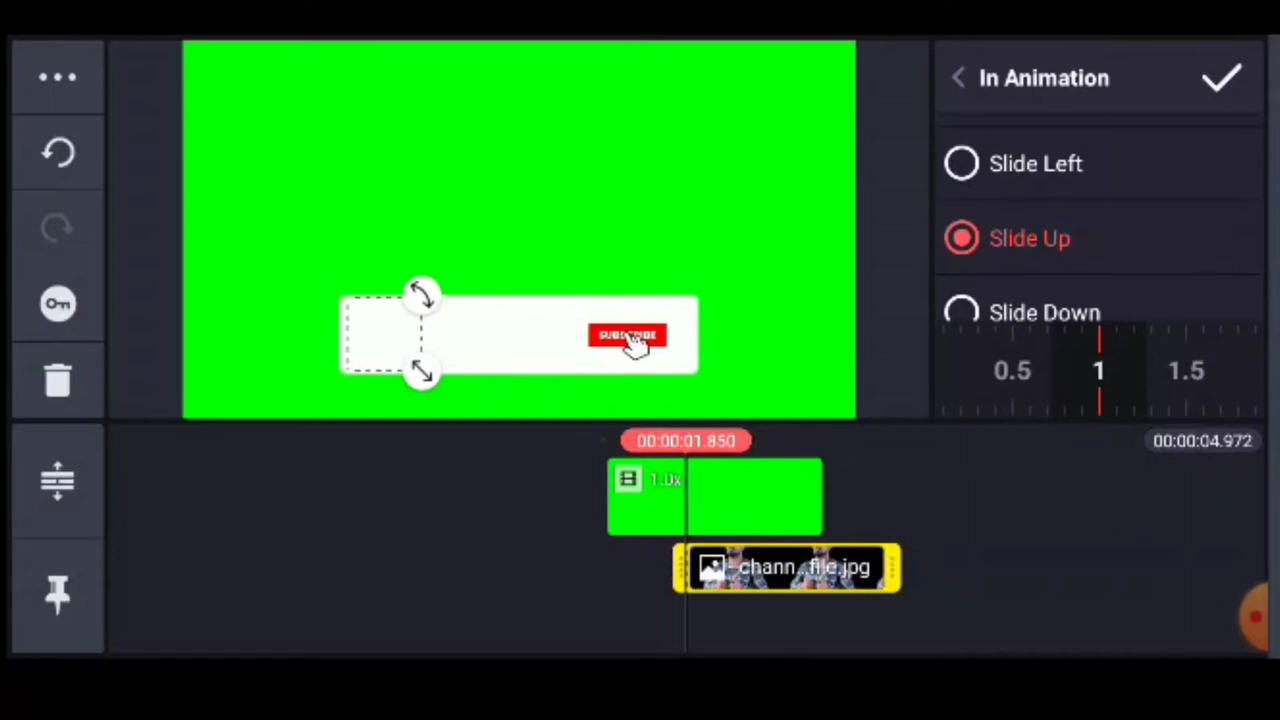 In Animation
Slide Left
Slide Up
Slide Down
0.5 1 1.5
SUBSCRIBE
00:00:01.850
00:00:04.972
1.0x
chann..file.jpg